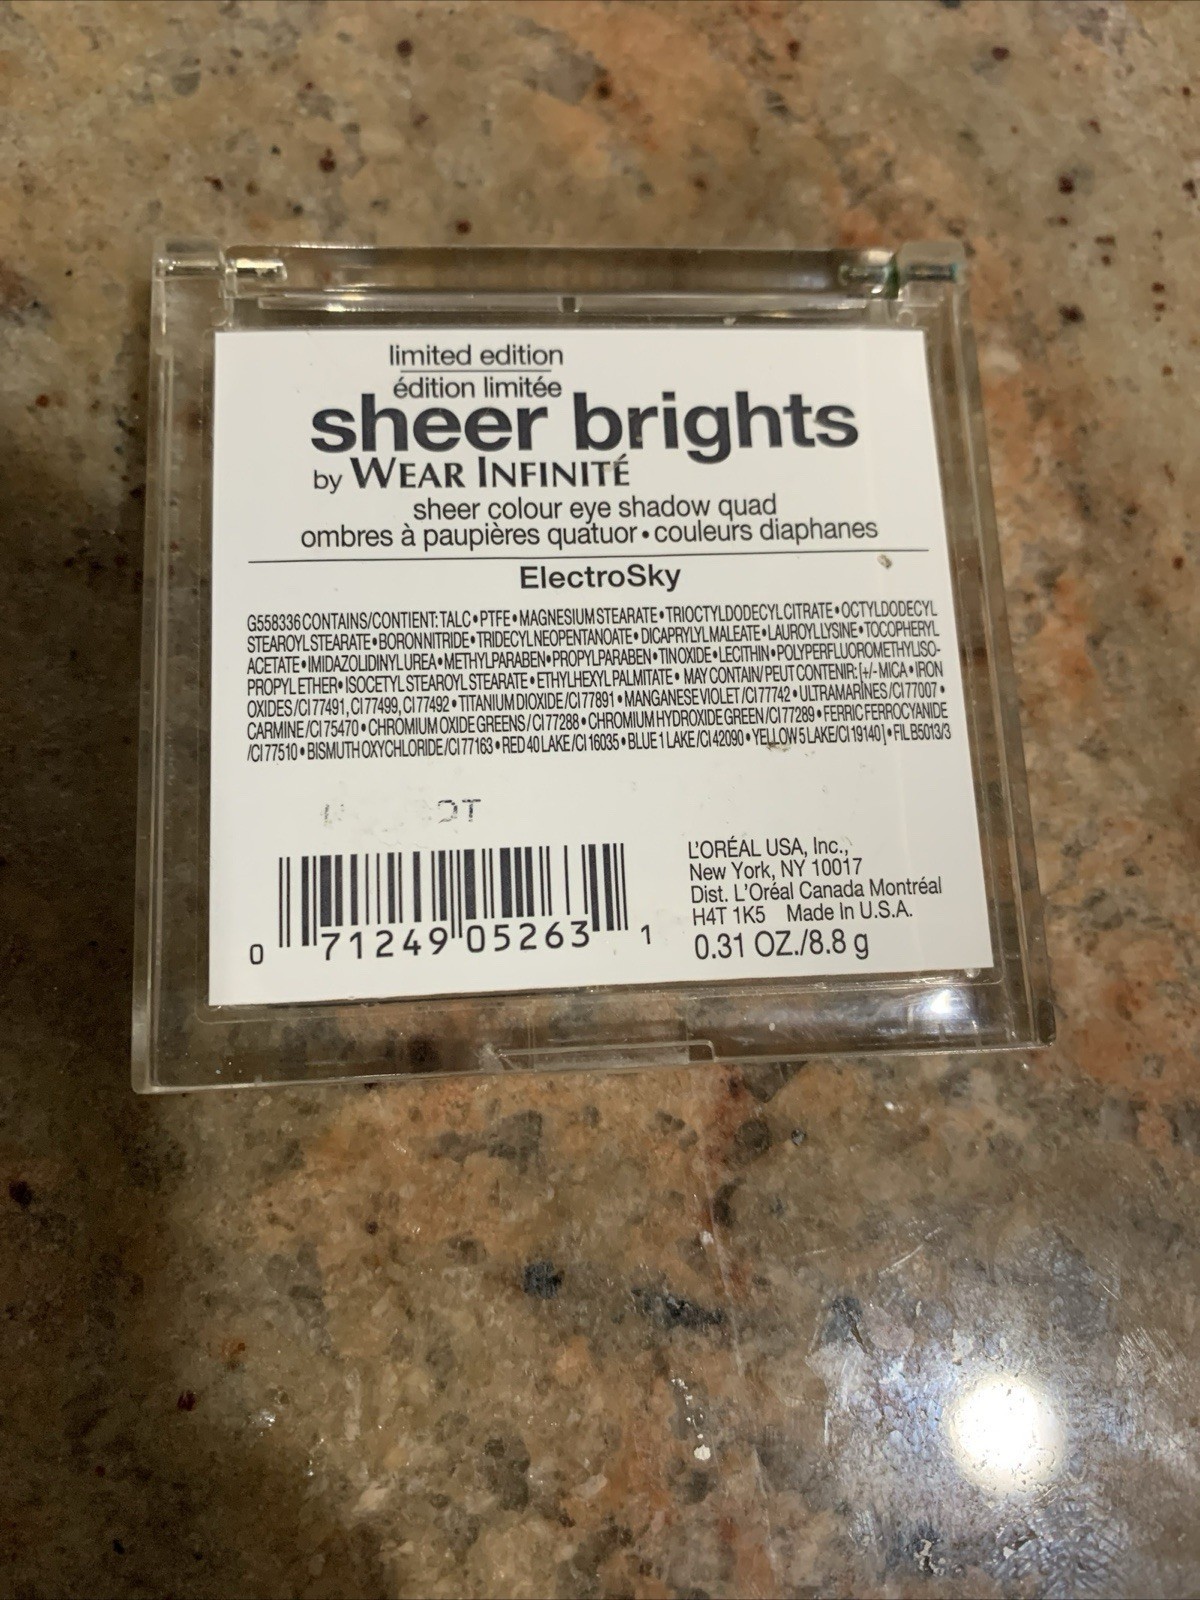 limited edition
édition limitée
sheer brights
by WEAR INFINITÉ
sheer colour eye shadow quad
ombres à paupières quatuor • couleurs diaphanes
ElectroSky
G558336 CONTAINS/CONTIENT: TALC • PTFE • MAGNESIUM STEARATE • TRIOCTYLDODECYL CITRATE • OCTYLDODECYL
STEAROYL STEARATE • BORON NITRIDE • TRIDECYL NEOPENTANOATE • DICAPRYLYL MALEATE • LAUROYL LYSINE • TOCOPHERYL
ACETATE • IMIDAZOLIDINYL UREA • METHYLPARABEN • PROPYLPARABEN • TIN OXIDE • LECITHIN • POLYPERFLUOROMETHYLISO-
PROPYL ETHER • ISOCETYL STEAROYL STEARATE • ETHYLHEXYL PALMITATE • MAY CONTAIN/PEUT CONTENIR: [+/- MICA • IRON
OXIDES/CI 77491, CI 77499, CI 77492 • TITANIUM DIOXIDE/CI 77891 • MANGANESE VIOLET/CI 77742 • ULTRAMARINES/CI 77007 •
CARMINE/CI 75470 • CHROMIUM OXIDE GREENS/CI 77288 • CHROMIUM HYDROXIDE GREEN/CI 77289 • FERRIC FERROCYANIDE
/CI 77510 • BISMUTH OXYCHLORIDE/CI 77163 • RED 40 LAKE/CI 16035 • BLUE 1 LAKE/CI 42090 • YELLOW 5 LAKE/CI 19140] • FIL B5013/3
0 71249 05263 1
L'ORÉAL USA, Inc.,
New York, NY 10017
Dist. L'Oréal Canada Montréal
H4T 1K5 Made In U.S.A.
0.31 OZ./8.8 g